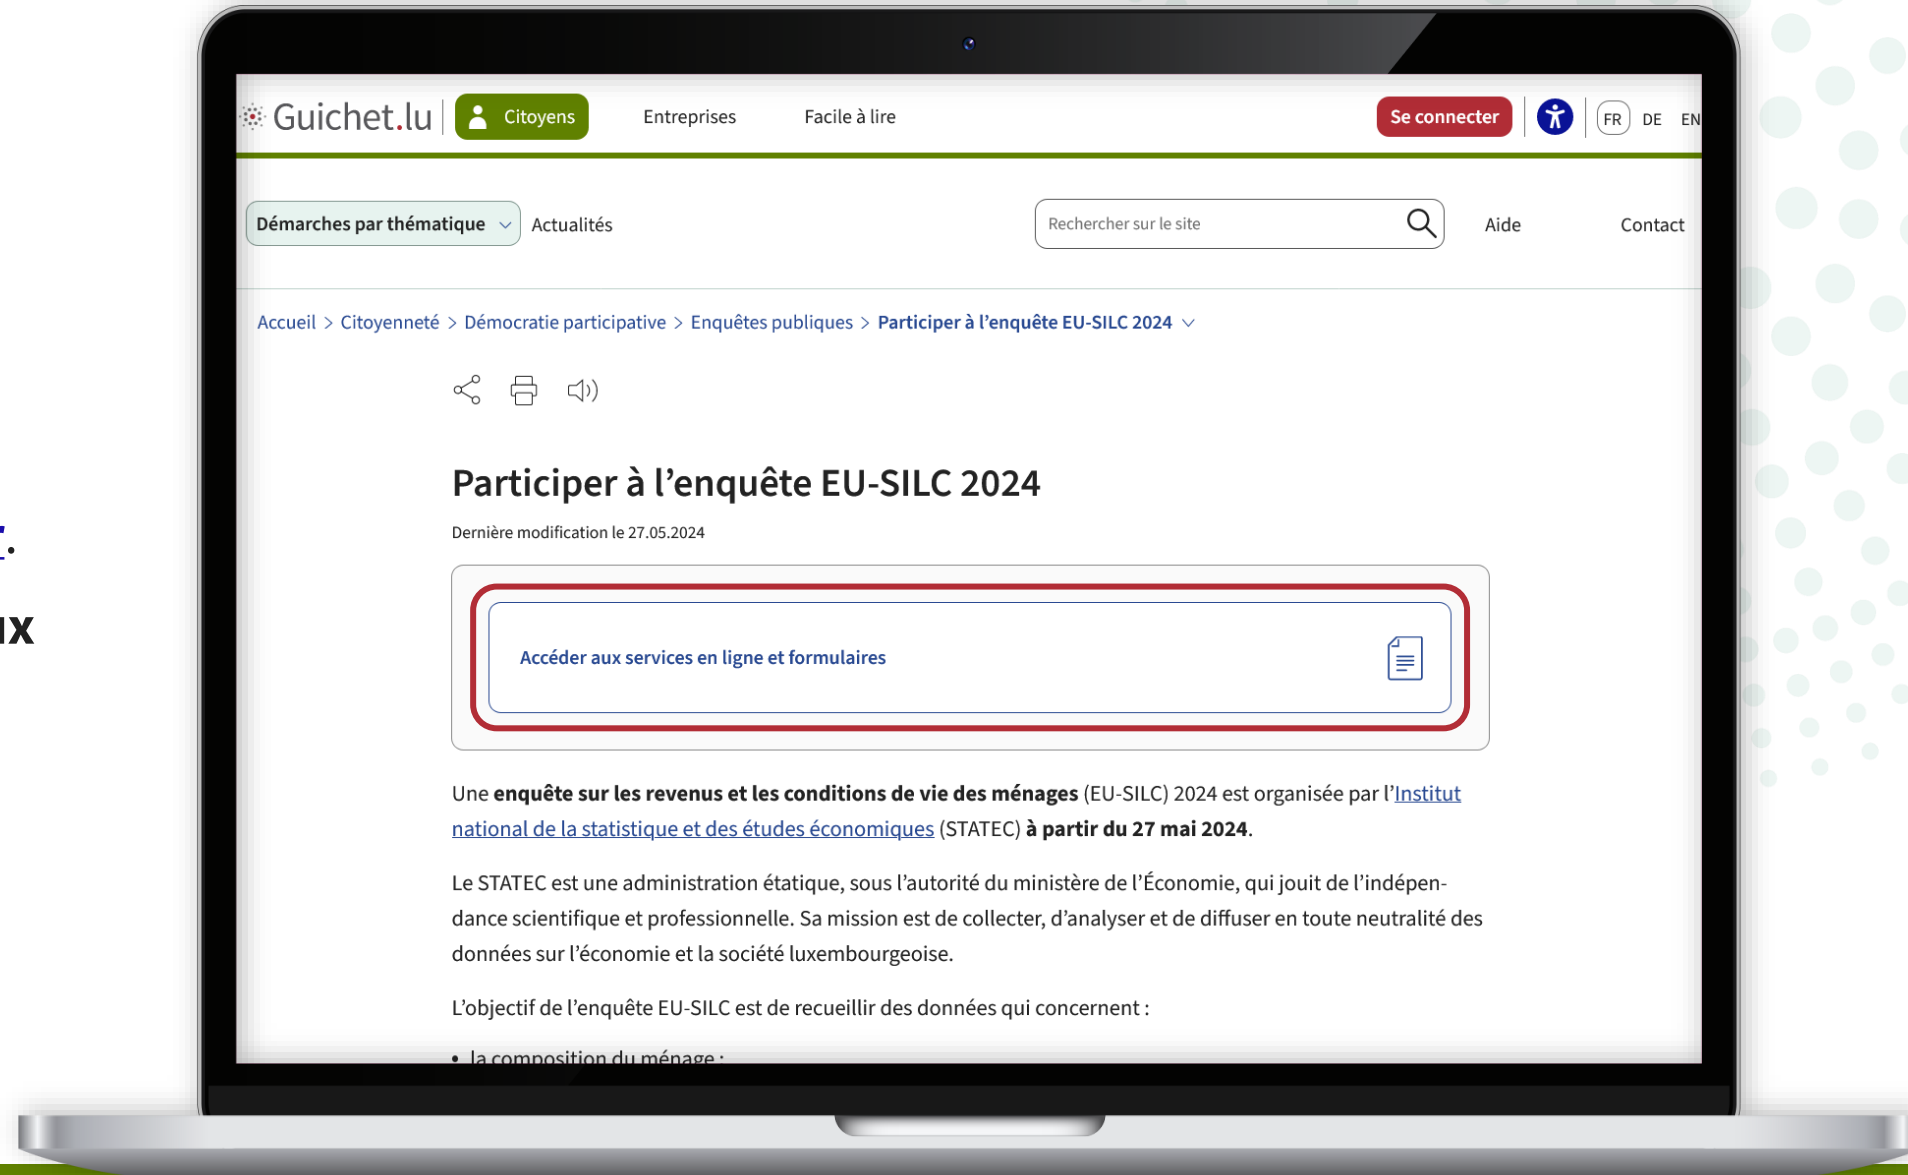 Guichet.lu Citoyens Entreprises Facile à lire Se connecter FR DE EN
Démarches par thématique Actualités Rechercher sur le site Aide Contact
Accueil > Citoyenneté > Démocratie participative > Enquêtes publiques > Participer à l’enquête EU-SILC 2024
Participer à l’enquête EU-SILC 2024
Dernière modification le 27.05.2024
Accéder aux services en ligne et formulaires
Une enquête sur les revenus et les conditions de vie des ménages (EU-SILC) 2024 est organisée par l’Institut
national de la statistique et des études économiques (STATEC) à partir du 27 mai 2024.
Le STATEC est une administration étatique, sous l’autorité du ministère de l’Économie, qui jouit de l’indépen-
dance scientifique et professionnelle. Sa mission est de collecter, d’analyser et de diffuser en toute neutralité des
données sur l’économie et la société luxembourgeoise.
L’objectif de l’enquête EU-SILC est de recueillir des données qui concernent :
• la composition du ménage ;